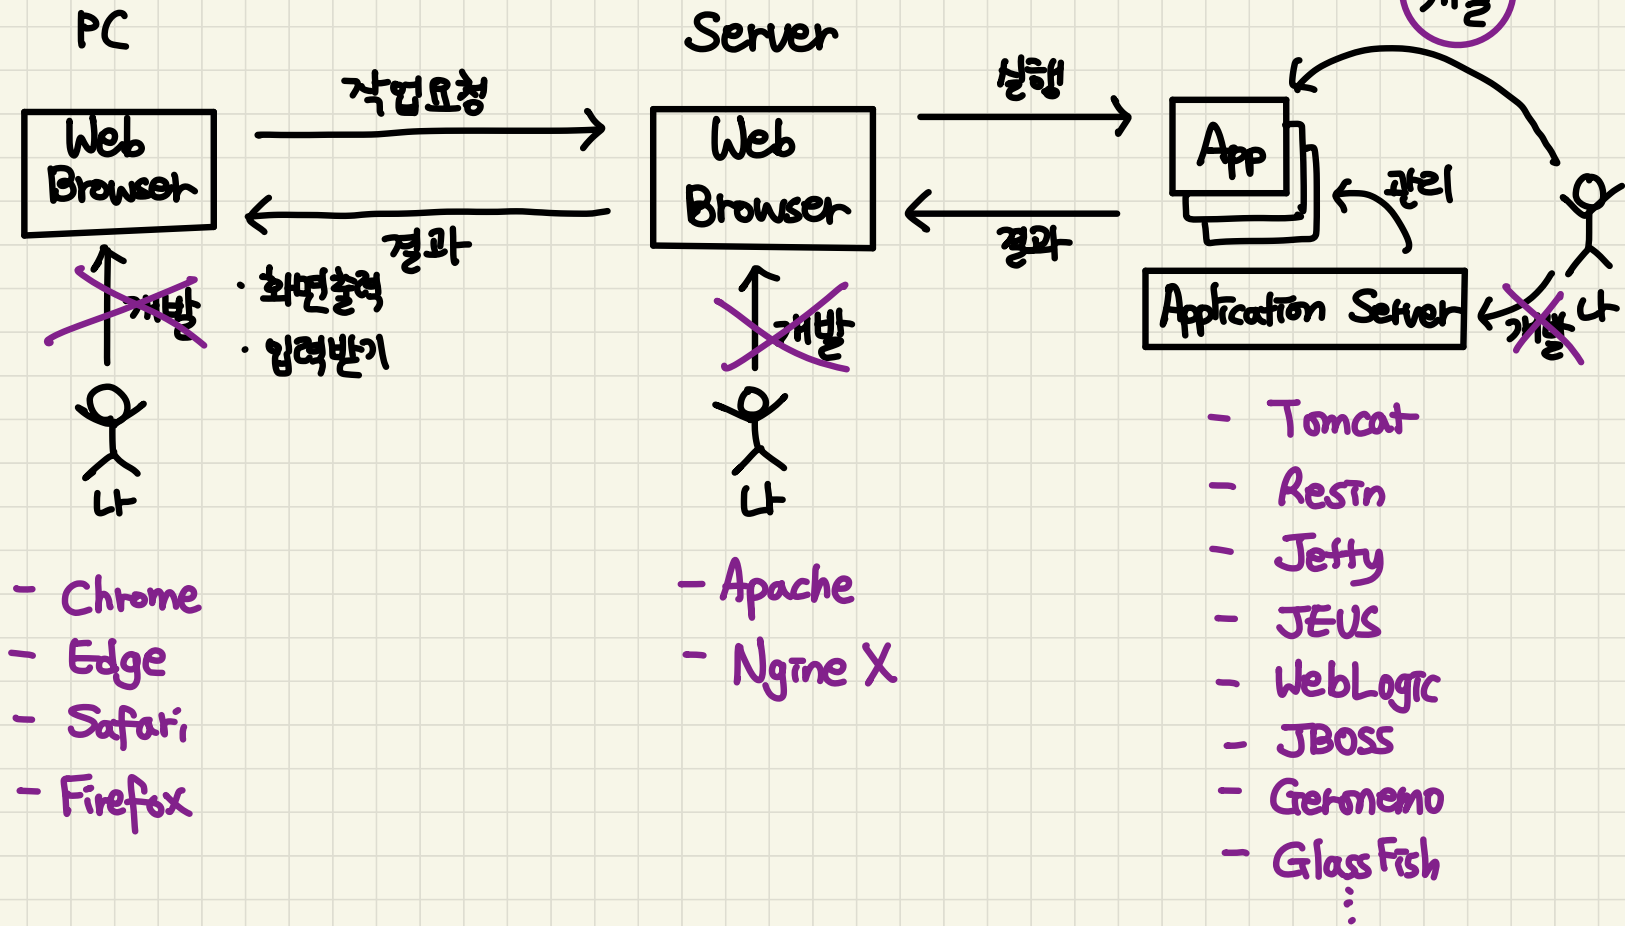 PC
Server
작업요청
실행
Web
Browser
Web
Browser
App
결과
결과
관리
· 화면출력
· 입력받기
개발
개발
Application Server
개발
나
나
나
- Chrome
- Edge
- Safari
- Firefox
- Apache
- Ngine X
- Tomcat
- Resin
- Jetty
- JEUS
- WebLogic
- JBOSS
- Geronemo
- GlassFish